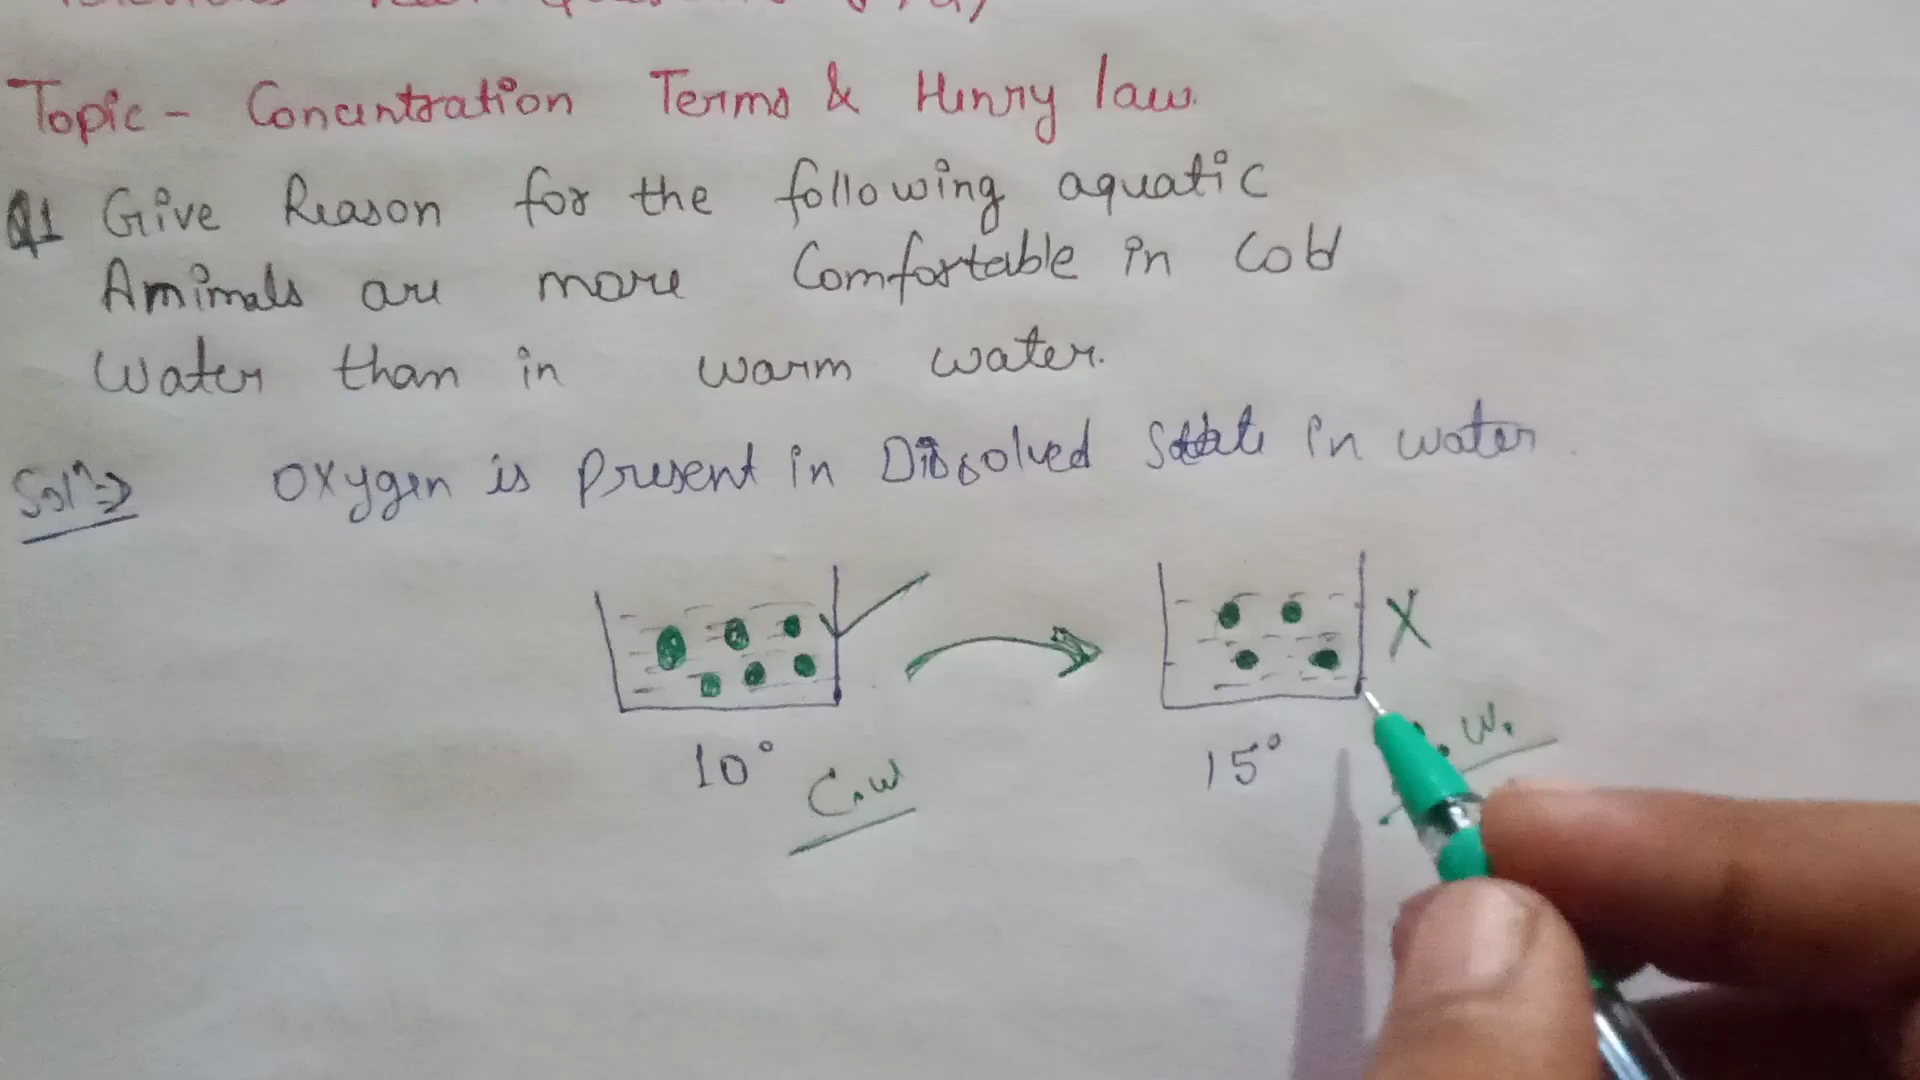 Topic - Concentration Terms & Henry law.
Q1 Give Reason for the following aquatic
Animals are more Comfortable in Cold
Water than in warm water.
Soln⇒ Oxygen is present in Dissolved State in water.
X
10° 15°
C.W W.